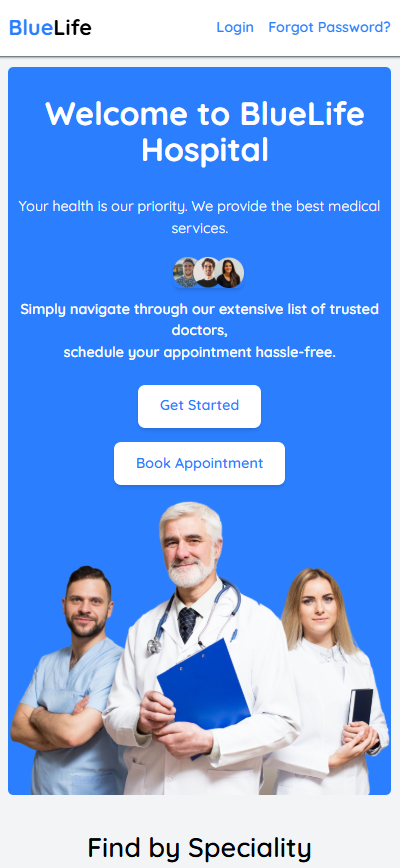 BlueLife
Login Forgot Password?
Welcome to BlueLife
Hospital
Your health is our priority. We provide the best medical
services.
Simply navigate through our extensive list of trusted
doctors,
schedule your appointment hassle-free.
Get Started
Book Appointment
Find by Speciality